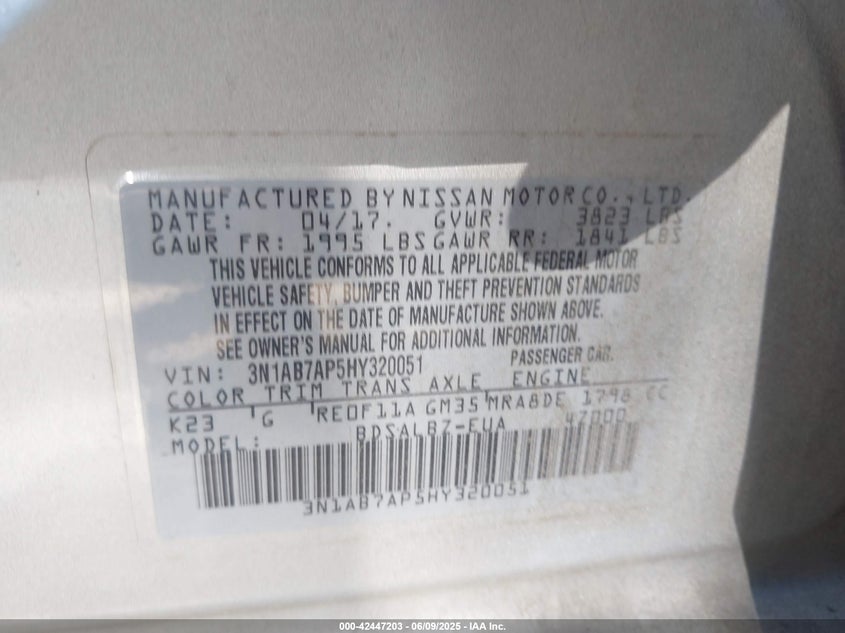 MANUFACTURED BY NISSAN MOTOR CO., LTD.
DATE: 04/17. GVWR: 3823 LBS
GAWR FR: 1995 LBS GAWR RR: 1841 LBS
THIS VEHICLE CONFORMS TO ALL APPLICABLE FEDERAL MOTOR
VEHICLE SAFETY, BUMPER AND THEFT PREVENTION STANDARDS
IN EFFECT ON THE DATE OF MANUFACTURE SHOWN ABOVE.
SEE OWNER'S MANUAL FOR ADDITIONAL INFORMATION.
VIN: 3N1AB7AP5HY320051 PASSENGER CAR.
COLOR TRIM TRANS AXLE ENGINE
K23 G RE0F11A GM35 MRA8DE 1798 CC
MODEL: BDSALBZ-EUA 47000
3N1AB7AP5HY320051
000-42447203 - 06/09/2025 - IAA Inc.